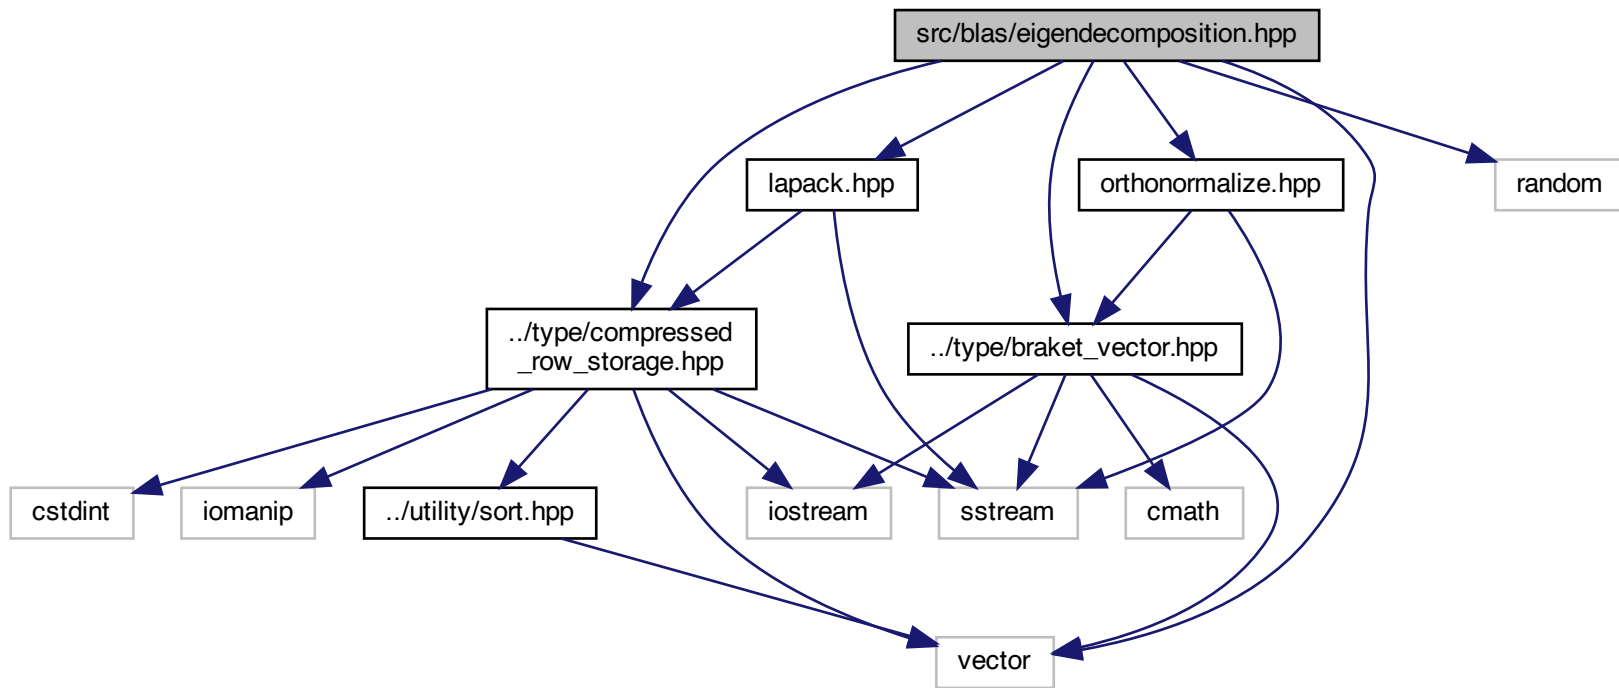 src/blas/eigendecomposition.hpp
lapack.hpp
orthonormalize.hpp
random
../type/compressed
_row_storage.hpp
../type/braket_vector.hpp
cstdint
iomanip
../utility/sort.hpp
iostream
sstream
cmath
vector